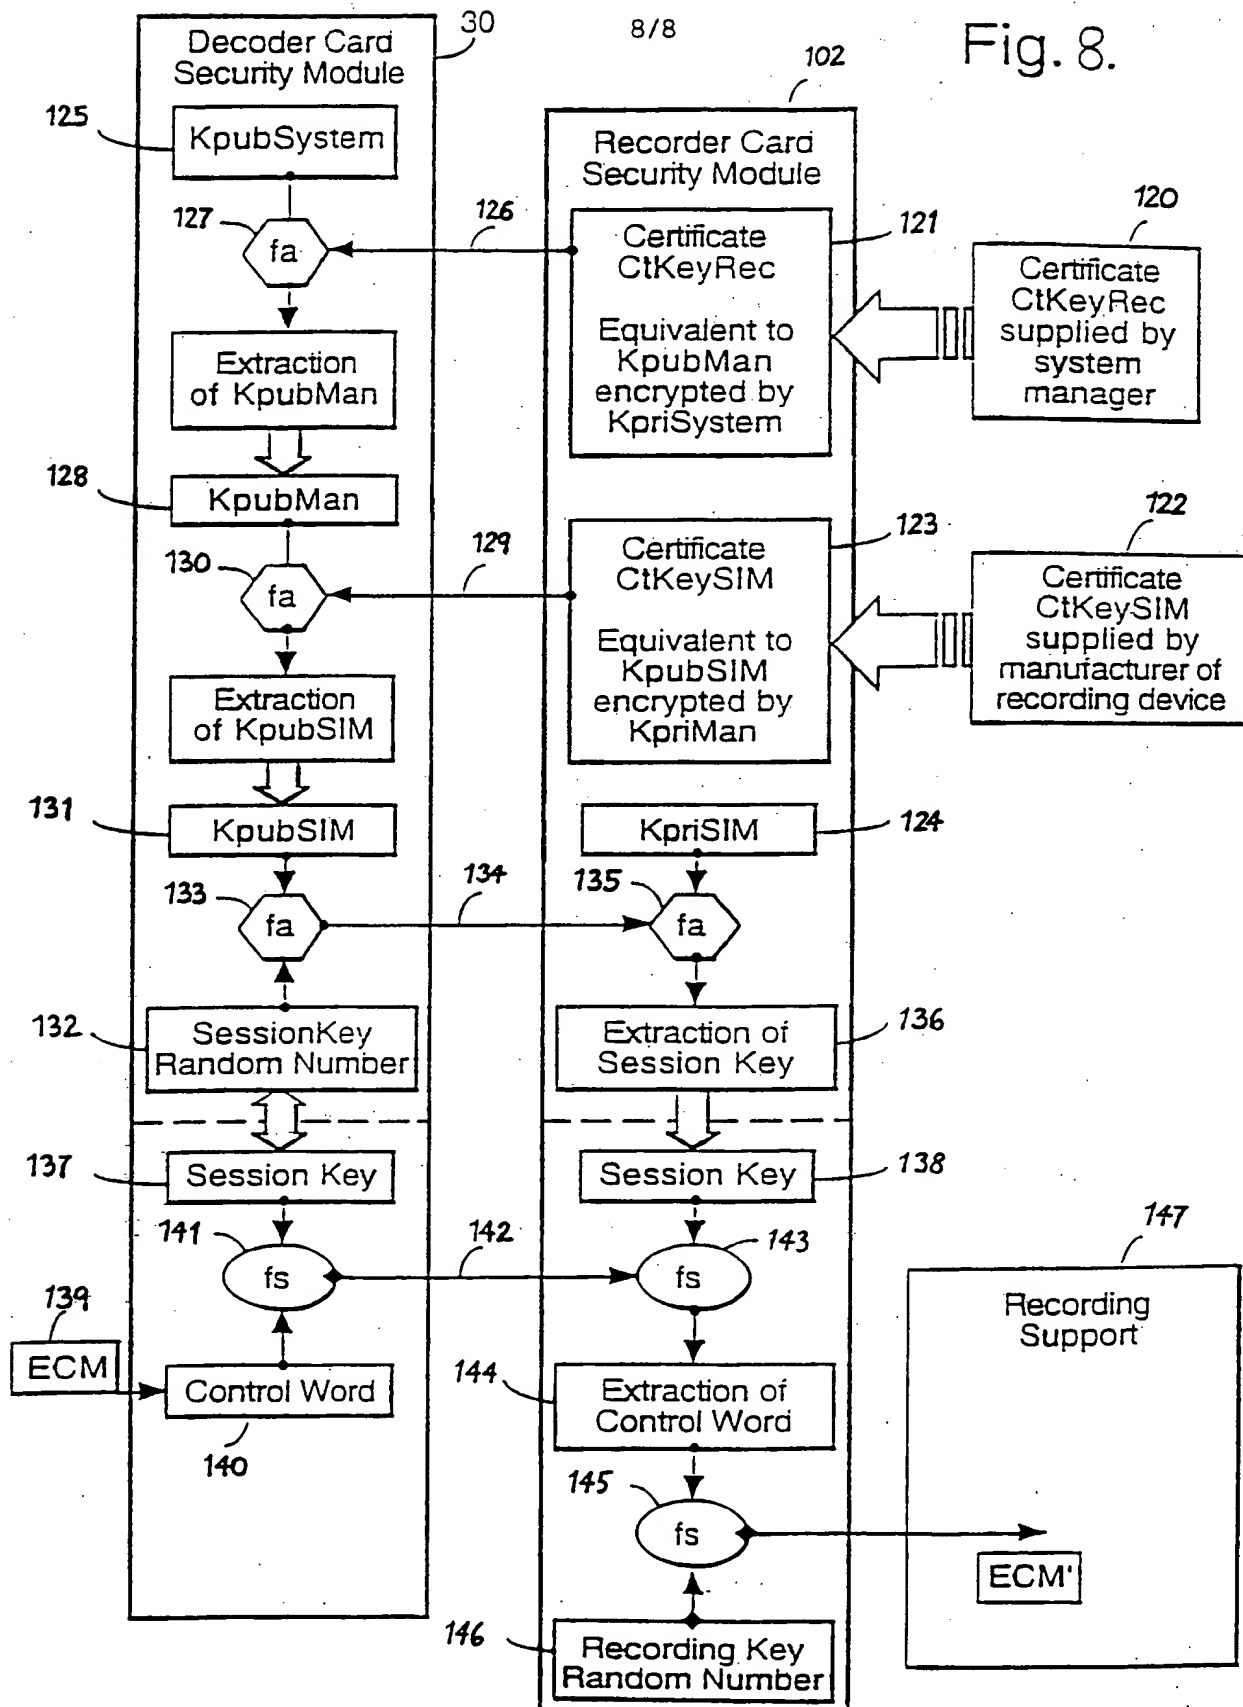 8/8
Fig. 8.
30
Decoder Card
Security Module
125
KpubSystem
127
fa
126
Extraction
of KpubMan
128
KpubMan
130
fa
129
Extraction
of KpubSIM
131
KpubSIM
133
fa
134
132
SessionKey
Random Number
137
Session Key
141
fs
142
139
ECM
Control Word
140
102
Recorder Card
Security Module
121
Certificate
CtKeyRec
Equivalent to
KpubMan
encrypted by
KpriSystem
120
Certificate
CtKeyRec
supplied by
system
manager
123
Certificate
CtKeySIM
Equivalent to
KpubSIM
encrypted by
KpriMan
122
Certificate
CtKeySIM
supplied by
manufacturer of
recording device
KpriSIM
124
135
fa
Extraction of
Session Key
136
Session Key
138
fs
143
144
Extraction of
Control Word
145
fs
146
Recording Key
Random Number
147
Recording
Support
ECM'